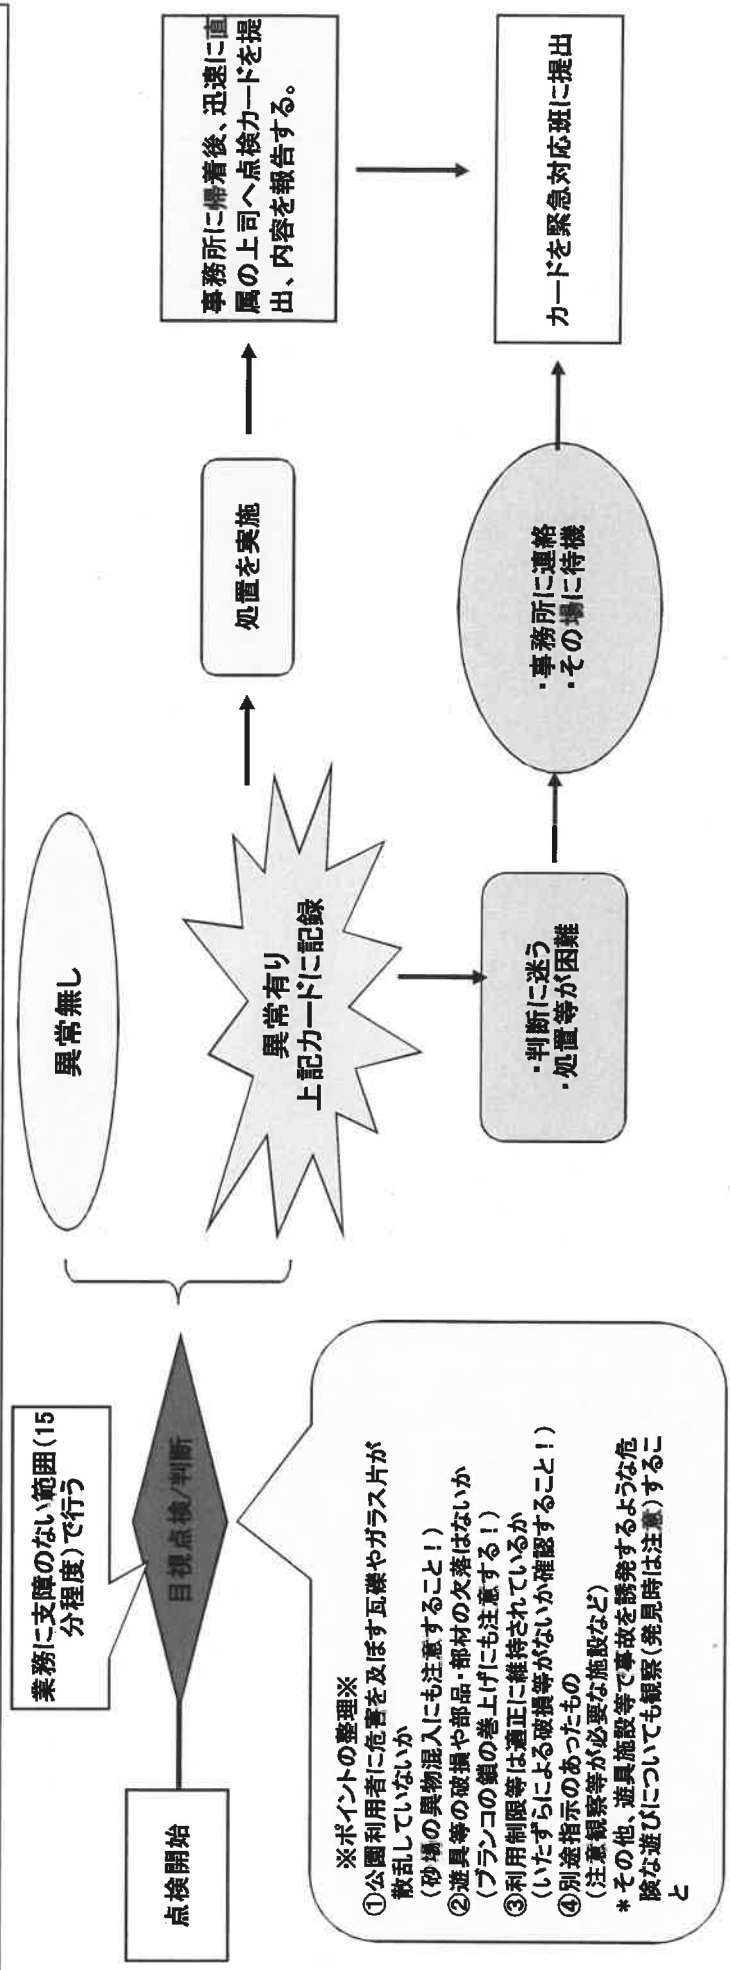 点検開始
業務に支障のない範囲(15
分程度)で行う
目視点検/判断
※ポイントの整理※
①公園利用者に危害を及ぼす瓦礫やガラス片が
散乱していないか
(砂場の異物混入にも注意すること!)
②遊具等の破損や部品・部材の欠落はないか
(ブランコの鎖の巻上げにも注意する!)
③利用制限等は適正に維持されているか
(いたずらによる破損等がないか確認すること!)
④別途指示のあったもの
(注意観察等が必要な施設など)
*その他、遊具施設等で事故を誘発するような危
険な遊びについても観察(発見時は注意)するこ
と
異常無し
異常有り
上記カードに記録
処置を実施
事務所に帰着後、迅速に直
属の上司へ点検カードを提
出、内容を報告する。
・判断に迷う
・処置等が困難
・事務所に連絡
・その場に待機
カードを緊急対応班に提出